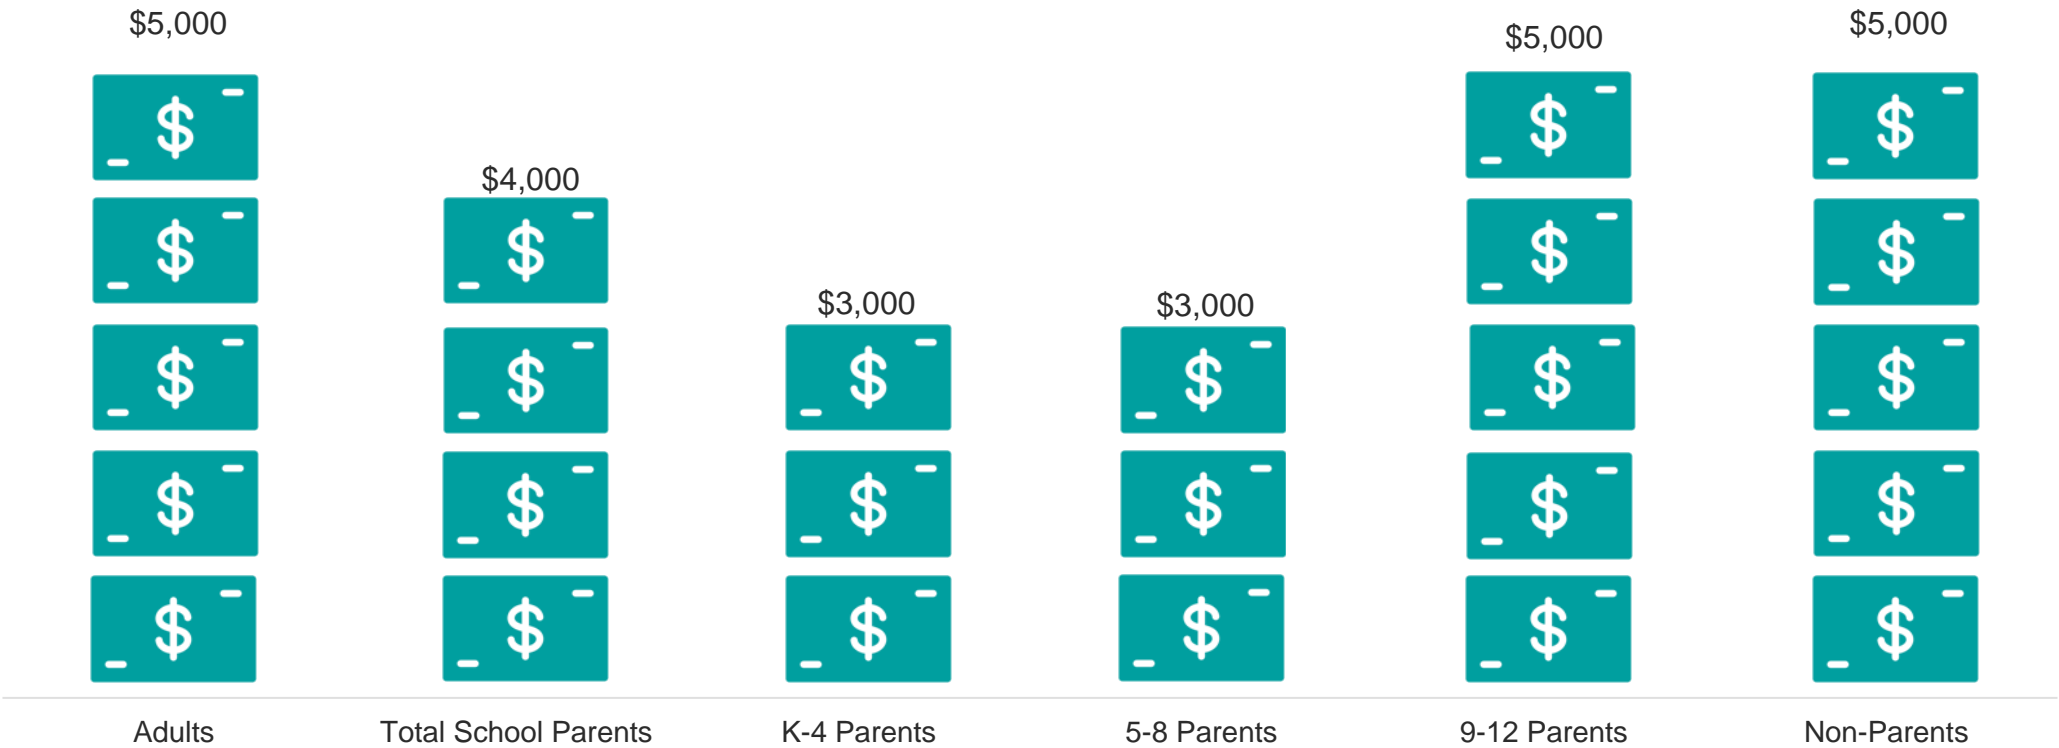 $5,000
$4,000
$3,000
$3,000
$5,000
$5,000
Adults
Total School Parents
K-4 Parents
5-8 Parents
9-12 Parents
Non-Parents